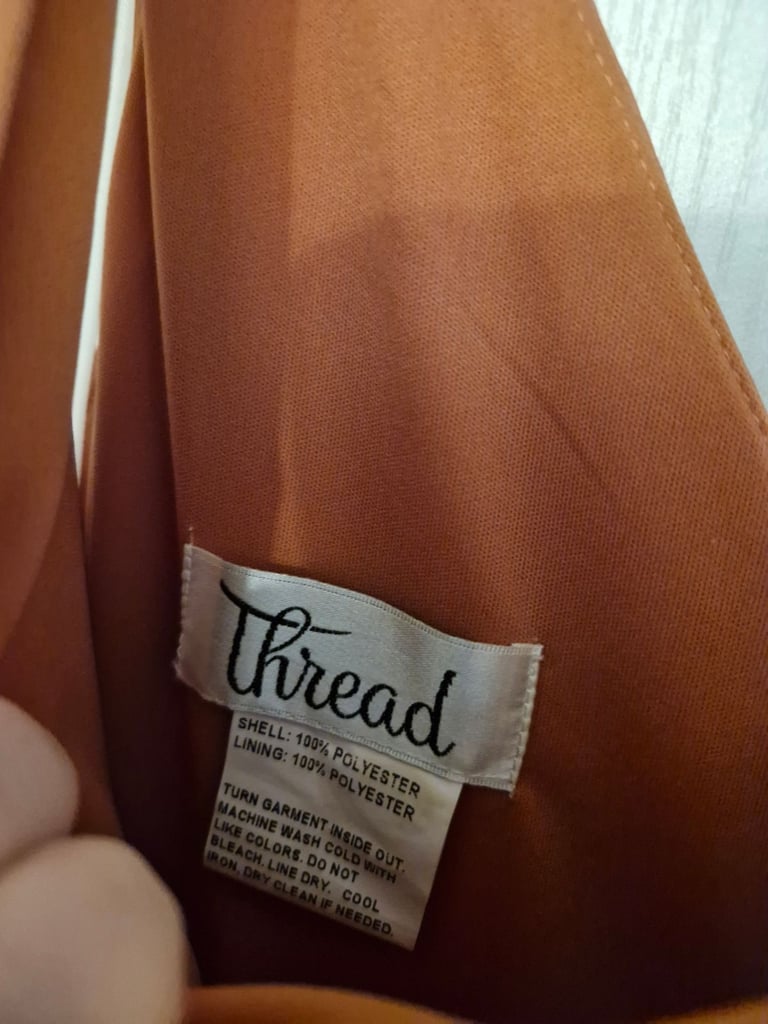 Thread
SHELL: 100% POLYESTER
LINING: 100% POLYESTER
TURN GARMENT INSIDE OUT.
MACHINE WASH COLD WITH
LIKE COLORS. DO NOT
BLEACH. LINE DRY. COOL
IRON, DRY CLEAN IF NEEDED.